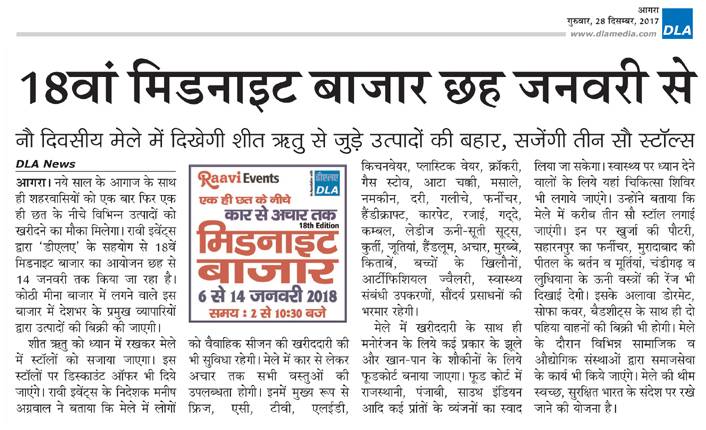 आगरा
गुरुवार, 28 दिसम्बर, 2017
www.dlamedia.com
DLA
18वां मिडनाइट बाजार छह जनवरी से
नौ दिवसीय मेले में दिखेगी शीत ऋतु से जुड़े उत्पादों की बहार, सजेंगी तीन सौ स्टॉल्स
DLA News
आगरा। नये साल के आगाज के साथ
ही शहरवासियों को एक बार फिर एक
ही छत के नीचे विभिन्न उत्पादों को
खरीदने का मौका मिलेगा। रावी इवेंट्स
द्वारा 'डीएलए' के सहयोग से 18वें
मिडनाइट बाजार का आयोजन छह से
14 जनवरी तक किया जा रहा है।
कोठी मीना बाजार में लगने वाले इस
बाजार में देशभर के प्रमुख व्यापारियों
द्वारा उत्पादों की बिक्री की जाएगी।
शीत ऋतु को ध्यान में रखकर मेले
में स्टॉलों को सजाया जाएगा। इस
स्टॉलों पर डिस्काउंट ऑफर भी दिये
जाएंगे। रावी इवेंट्स के निदेशक मनीष
अग्रवाल ने बताया कि मेले में लोगों
Raavi Events
डीएलए
DLA
एक ही छत के नीचे
कार से अचार तक
18th Edition
मिडनाइट
बाजार
6 से 14 जनवरी 2018
समय : 2 से 10:30 बजे
को वैवाहिक सीजन की खरीददारी की
भी सुविधा रहेगी। मेले में कार से लेकर
अचार तक सभी वस्तुओं की
उपलब्धता होगी। इनमें मुख्य रूप से
फ्रिज, एसी, टीवी, एलईडी,
किचनवेयर, प्लास्टिक वेयर, क्रॉकरी,
गैस स्टोव, आटा चक्की, मसाले,
नमकीन, दरी, गलीचे, फर्नीचर,
हैंडीक्राफ्ट, कारपेट, रजाई, गद्दे,
कम्बल, लेडीज ऊनी-सूती सूट्स,
कुर्ती, जूतियां, हैंडलूम, अचार, मुरब्बे,
किताबें, बच्चों के खिलौनों,
आर्टीफिशियल ज्वैलरी, स्वास्थ्य
संबंधी उपकरणों, सौंदर्य प्रसाधनों की
भरमार रहेगी।
मेले में खरीददारी के साथ ही
मनोरंजन के लिये कई प्रकार के झूले
और खान-पान के शौकीनों के लिये
फूडकोर्ट बनाया जाएगा। फूड कोर्ट में
राजस्थानी, पंजाबी, साउथ इंडियन
आदि कई प्रांतों के व्यंजनों का स्वाद
लिया जा सकेगा। स्वास्थ्य पर ध्यान देने
वालों के लिये यहां चिकित्सा शिविर
भी लगाये जाएंगे। उन्होंने बताया कि
मेले में करीब तीन सौ स्टॉल लगाई
जाएंगी। इन पर खुर्जा की पौटरी,
सहारनपुर का फर्नीचर, मुरादाबाद की
पीतल के बर्तन व मूर्तियां, चंडीगढ़ व
लुधियाना के ऊनी वस्त्रों की रेंज भी
दिखाई देगी। इसके अलावा डोरमेट,
सोफा कवर, बैडशीट्स के साथ ही दो
पहिया वाहनों की बिक्री भी होगी। मेले
के दौरान विभिन्न सामाजिक व
औद्योगिक संस्थाओं द्वारा समाजसेवा
के कार्य भी किये जाएंगे। मेले की थीम
स्वच्छ, सुरक्षित भारत के संदेश पर रखे
जाने की योजना है।